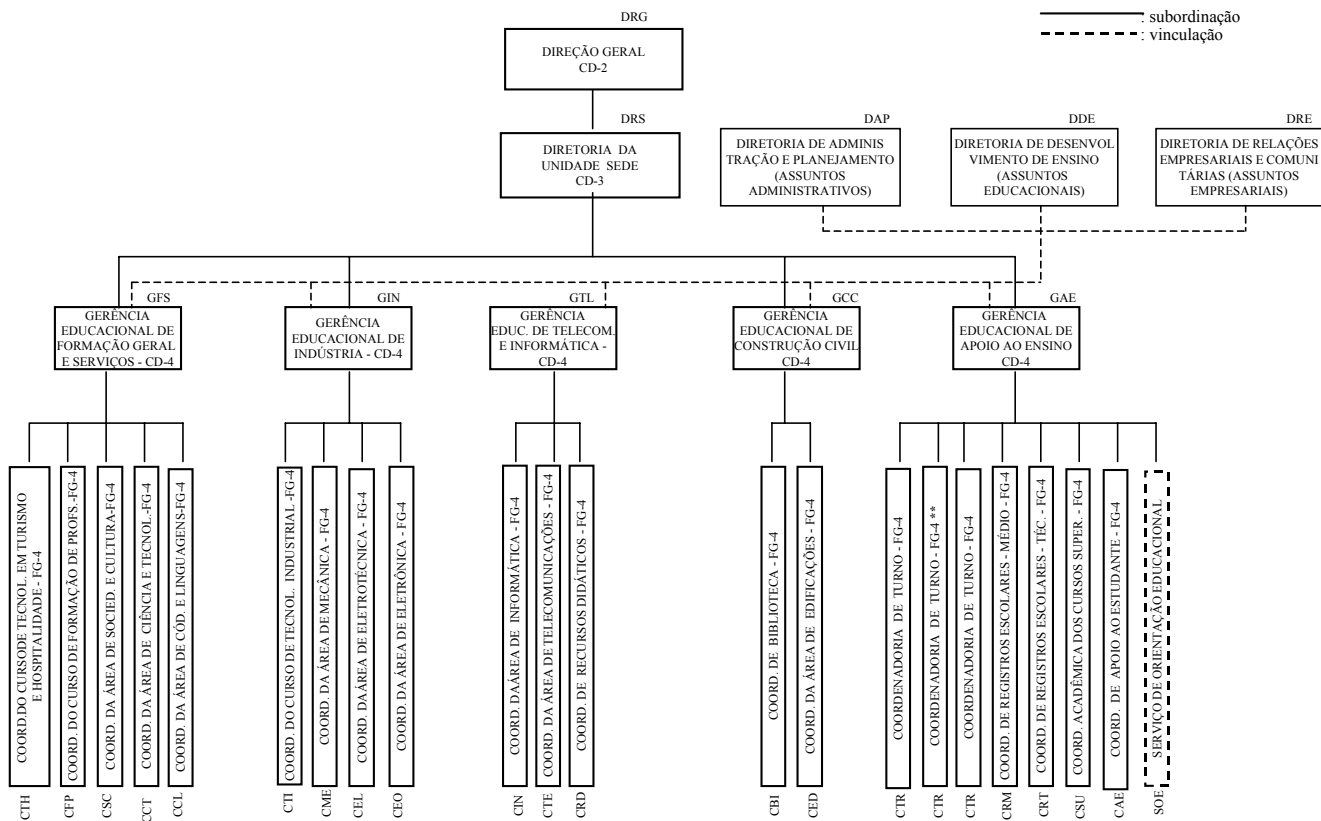 DRG
: subordinação
: vinculação
DIREÇÃO GERAL
CD-2
DRS
DIRETORIA DA
UNIDADE SEDE
CD-3
DAP
DIRETORIA DE ADMINIS
TRAÇÃO E PLANEJAMENTO
(ASSUNTOS
ADMINISTRATIVOS)
DDE
DIRETORIA DE DESENVOL
VIMENTO DE ENSINO
(ASSUNTOS
EDUCACIONAIS)
DRE
DIRETORIA DE RELAÇÕES
EMPRESARIAIS E COMUNI
TÁRIAS (ASSUNTOS
EMPRESARIAIS)
GFS
GERÊNCIA
EDUCACIONAL DE
FORMAÇÃO GERAL
E SERVIÇOS - CD-4
GIN
GERÊNCIA
EDUCACIONAL DE
INDÚSTRIA - CD-4
GTL
GERÊNCIA
EDUC. DE TELECOM.
E INFORMÁTICA -
CD-4
GCC
GERÊNCIA
EDUCACIONAL DE
CONSTRUÇÃO CIVIL
CD-4
GAE
GERÊNCIA
EDUCACIONAL DE
APOIO AO ENSINO
CD-4
COORD.DO CURSODE TECNOL. EM TURISMO
E HOSPITALIDADE - FG-4
CTH
COORD. DO CURSO DE FORMAÇÃO DE PROFS.-FG-4
CFP
COORD. DA ÁREA DE SOCIED. E CULTURA-FG-4
CSC
COORD. DA ÁREA DE CIÊNCIA E TECNOL.-FG-4
CCT
COORD. DA ÁREA DE CÓD. E LINGUAGENS-FG-4
CCL
COORD. DO CURSO DE TECNOL. INDUSTRIAL -FG-4
CTI
COORD. DA ÁREA DE MECÂNICA - FG-4
CME
COORD. DA ÁREA DE ELETROTÉCNICA - FG-4
CEL
COORD. DA ÁREA DE ELETRÔNICA - FG-4
CEO
COORD. DA ÁREA DE INFORMÁTICA - FG-4
CIN
COORD. DA ÁREA DE TELECOMUNICAÇÕES - FG-4
CTE
COORD. DE RECURSOS DIDÁTICOS - FG-4
CRD
COORD. DE BIBLIOTECA - FG-4
CBI
COORD. DA ÁREA DE EDIFICAÇÕES - FG-4
CED
COORDENADORIA DE TURNO - FG-4
CTR
COORDENADORIA DE TURNO - FG-4 **
CTR
COORDENADORIA DE TURNO - FG-4
CTR
COORD. DE REGISTROS ESCOLARES - MÉDIO - FG-4
CRM
COORD. DE REGISTROS ESCOLARES - TÉC. - FG-4
CRT
COORD. ACADÊMICA DOS CURSOS SUPER. - FG-4
CSU
COORD. DE APOIO AO ESTUDANTE - FG-4
CAE
SERVIÇO DE ORIENTAÇÃO EDUCACIONAL
SOE